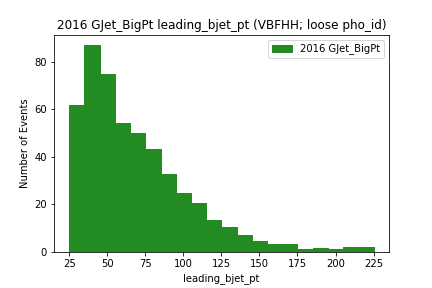 2016 GJet_BigPt leading_bjet_pt (VBFHH; loose pho_id)
2016 GJet_BigPt
Number of Events
80
60
40
20
0
25 50 75 100 125 150 175 200 225
leading_bjet_pt